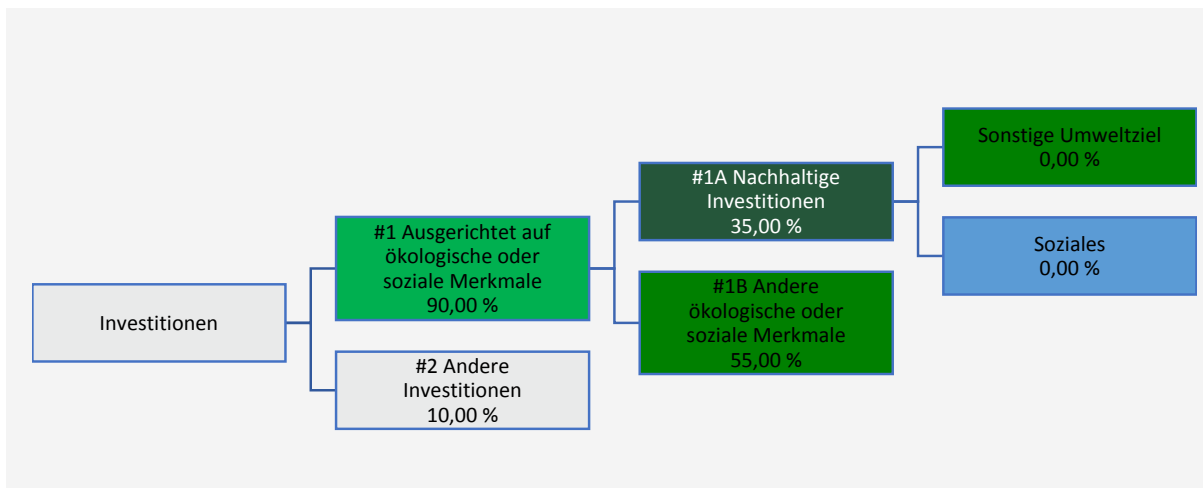 Investitionen
#1 Ausgerichtet auf
ökologische oder
soziale Merkmale
90,00 %
#2 Andere
Investitionen
10,00 %
#1A Nachhaltige
Investitionen
35,00 %
#1B Andere
ökologische oder
soziale Merkmale
55,00 %
Sonstige Umweltziel
0,00 %
Soziales
0,00 %